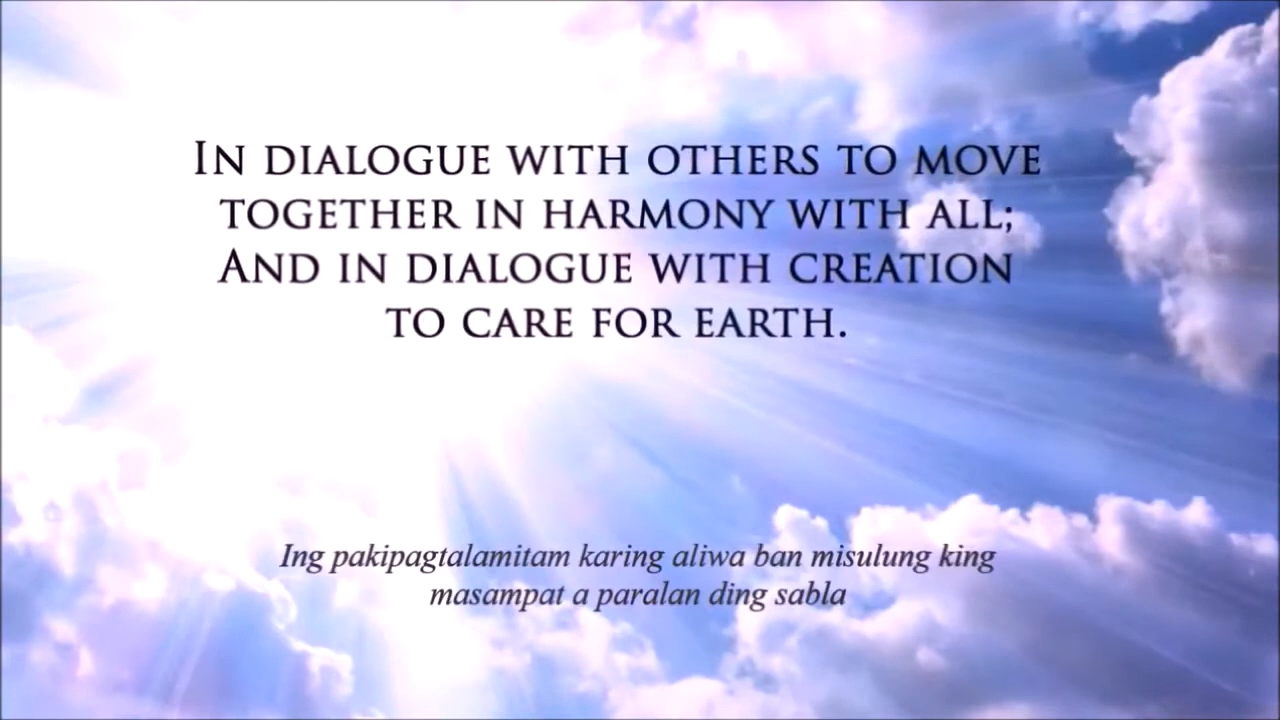 In dialogue with others to move
together in harmony with all;
And in dialogue with creation
to care for earth.
Ing pakipagtalamitam karing aliwa ban misulung king
masampat a paralan ding sabla